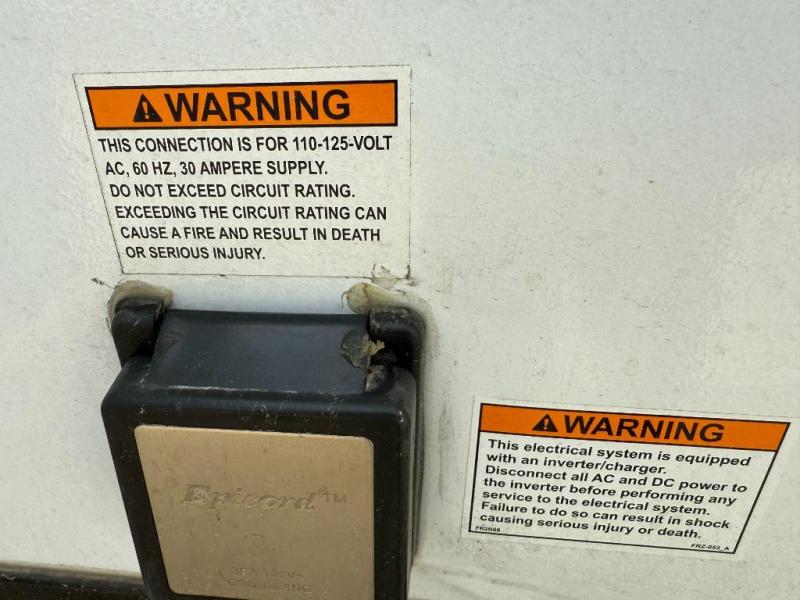 WARNING
THIS CONNECTION IS FOR 110-125-VOLT
AC, 60 HZ, 30 AMPERE SUPPLY.
DO NOT EXCEED CIRCUIT RATING.
EXCEEDING THE CIRCUIT RATING CAN
CAUSE A FIRE AND RESULT IN DEATH
OR SERIOUS INJURY.
Epicord™
125V~
GROUNDING
WARNING
This electrical system is equipped
with an inverter/charger.
Disconnect all AC and DC power to
the inverter before performing any
service to the electrical system.
Failure to do so can result in shock
causing serious injury or death.
FRZ-053_A